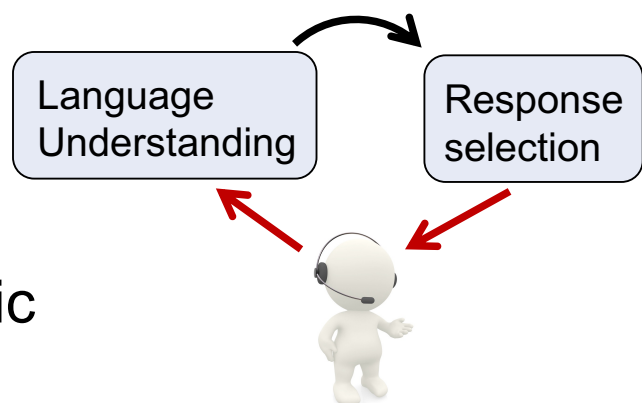 Language
Understanding
Response
selection
ic